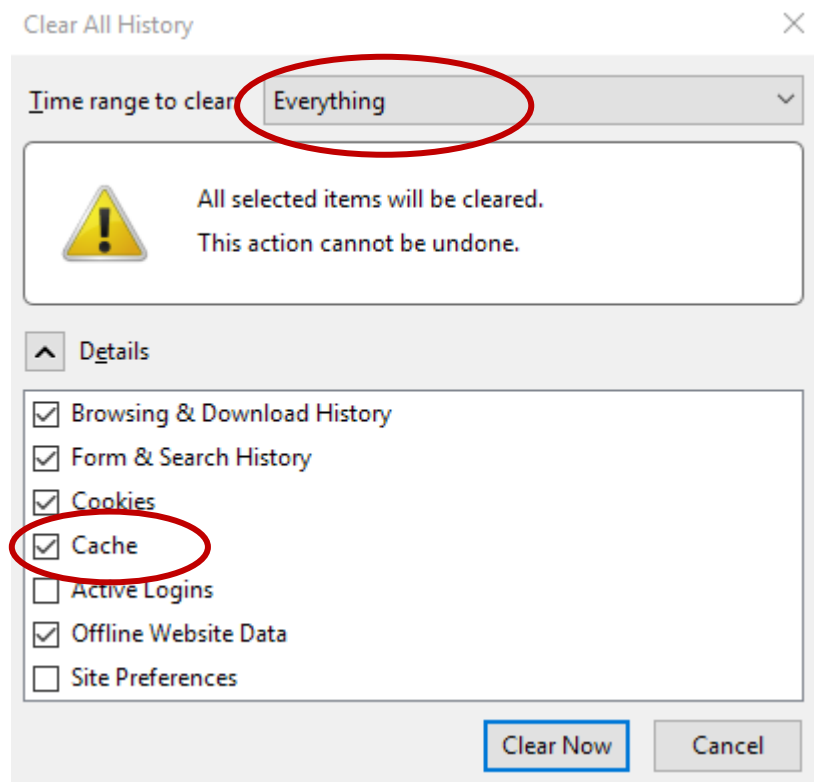 Clear All History
Time range to clear Everything
All selected items will be cleared.
This action cannot be undone.
Details
Browsing & Download History
Form & Search History
Cookies
Cache
Active Logins
Offline Website Data
Site Preferences
Clear Now Cancel